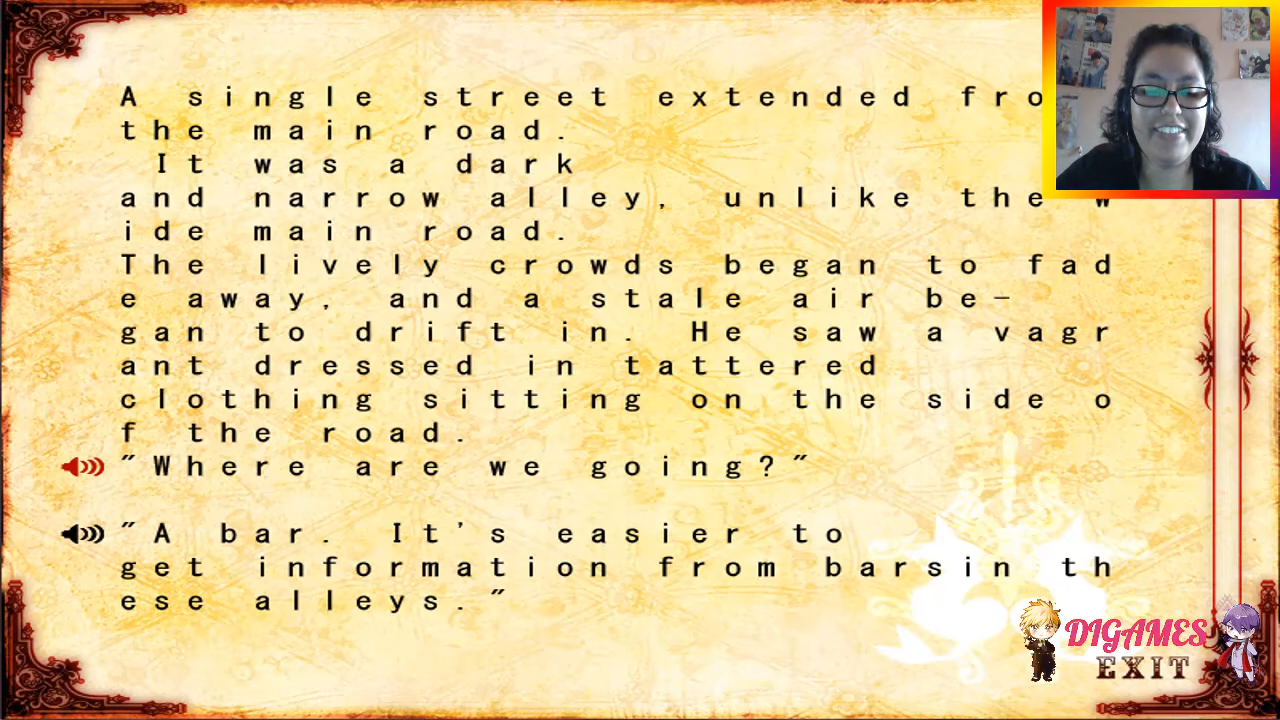 A single street extended fro
the main road.
It was a dark
and narrow alley, unlike the w
ide main road.
The lively crowds began to fad
e away, and a stale air be-
gan to drift in. He saw a vagr
ant dressed in tattered
clothing sitting on the side o
f the road.
"Where are we going?"
"A bar. It's easier to
get information from barsin th
ese alleys."
DIGAMES
EXIT